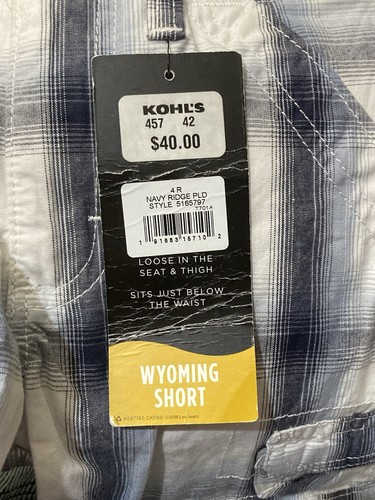 KOHL'S
457 42
$40.00
4 R
NAVY RIDGE PLD
STYLE 5165797
T701A
1 91663 15710 2
LOOSE IN THE
SEAT & THIGH
SITS JUST BELOW
THE WAIST
WYOMING
SHORT